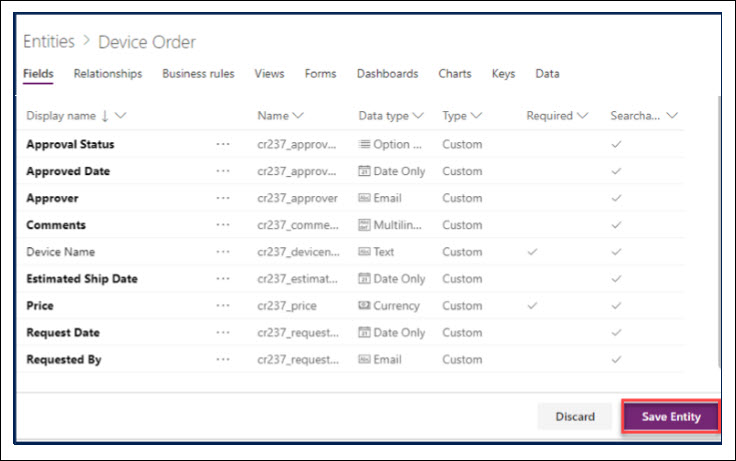 Entities > Device Order
Fields Relationships Business rules Views Forms Dashboards Charts Keys Data
Display name ↓ Name Data type Type Required Searcha...
Approval Status ... cr237_approv... Option ... Custom
Approved Date ... cr237_approv... Date Only Custom
Approver ... cr237_approver Email Custom
Comments ... cr237_comme... Multilin... Custom
Device Name ... cr237_devicen... Text Custom
Estimated Ship Date ... cr237_estimat... Date Only Custom
Price ... cr237_price Currency Custom
Request Date ... cr237_request... Date Only Custom
Requested By ... cr237_request... Email Custom
Discard Save Entity